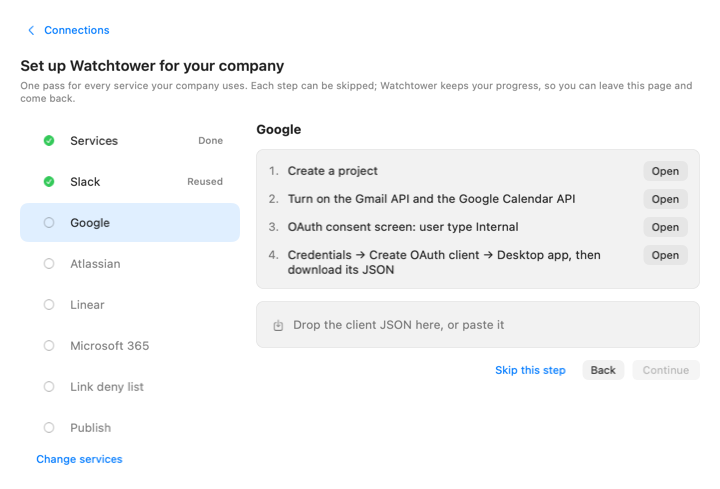 Connections
Set up Watchtower for your company
One pass for every service your company uses. Each step can be skipped; Watchtower keeps your progress, so you can leave this page and
come back.
Services Done
Slack Reused
Google
Atlassian
Linear
Microsoft 365
Link deny list
Publish
Change services
Google
1. Create a project Open
2. Turn on the Gmail API and the Google Calendar API Open
3. OAuth consent screen: user type Internal Open
4. Credentials → Create OAuth client → Desktop app, then Open
download its JSON
Drop the client JSON here, or paste it
Skip this step Back Continue